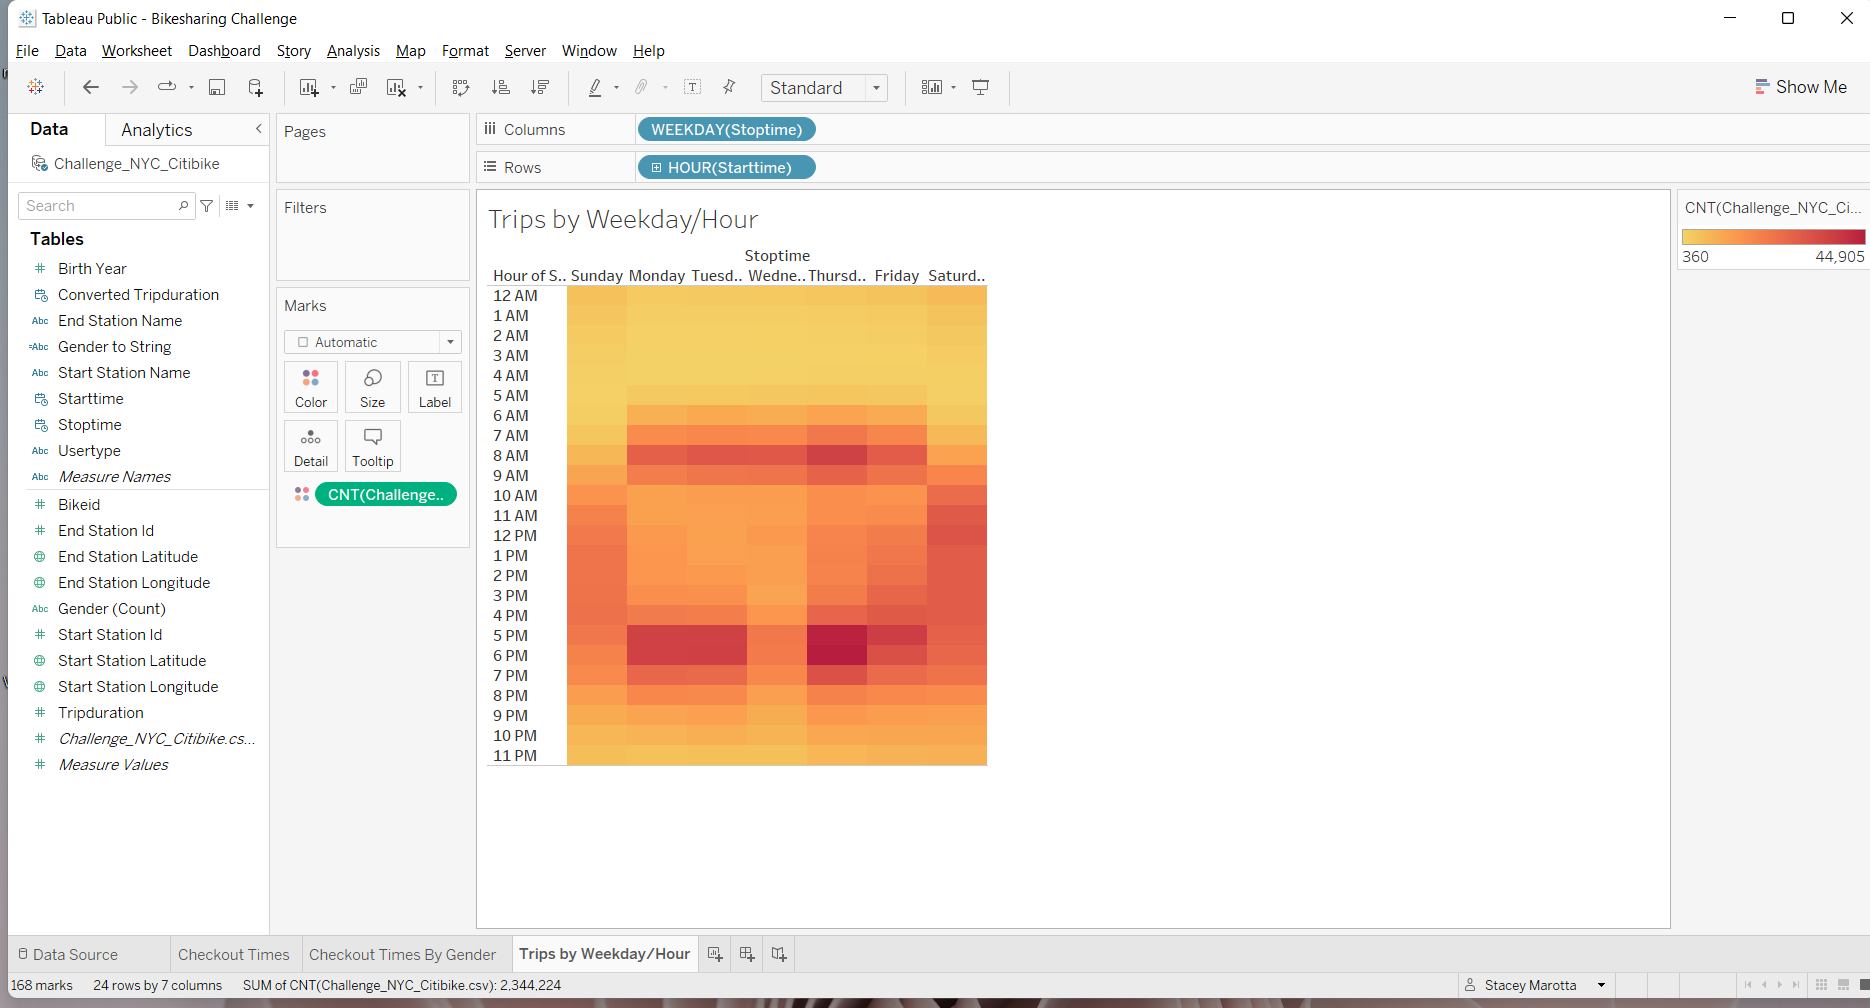 Tableau Public - Bikesharing Challenge
File Data Worksheet Dashboard Story Analysis Map Format Server Window Help
Standard
Show Me
Data Analytics
Challenge_NYC_Citibike
Search
Tables
# Birth Year
Converted Tripduration
Abc End Station Name
=Abc Gender to String
Abc Start Station Name
Starttime
Stoptime
Abc Usertype
Abc Measure Names
# Bikeid
# End Station Id
End Station Latitude
End Station Longitude
Abc Gender (Count)
# Start Station Id
Start Station Latitude
Start Station Longitude
# Tripduration
# Challenge_NYC_Citibike.cs...
# Measure Values
Pages
Filters
Marks
Automatic
Color Size Label
Detail Tooltip
CNT(Challenge..
Columns WEEKDAY(Stoptime)
Rows HOUR(Starttime)
Trips by Weekday/Hour
Stoptime
Hour of S.. Sunday Monday Tuesd.. Wedne.. Thursd.. Friday Saturd..
12 AM
1 AM
2 AM
3 AM
4 AM
5 AM
6 AM
7 AM
8 AM
9 AM
10 AM
11 AM
12 PM
1 PM
2 PM
3 PM
4 PM
5 PM
6 PM
7 PM
8 PM
9 PM
10 PM
11 PM
CNT(Challenge_NYC_Ci...
360 44,905
Data Source Checkout Times Checkout Times By Gender Trips by Weekday/Hour
168 marks 24 rows by 7 columns SUM of CNT(Challenge_NYC_Citibike.csv): 2,344,224
Stacey Marotta